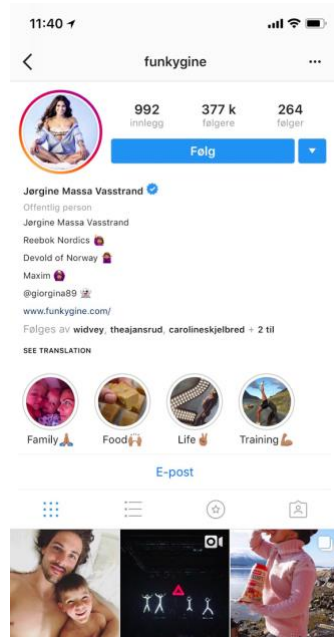 11:40
funkygine
992 377 k 264
innlegg følgere følger
Følg
Jørgine Massa Vasstrand
Offentlig person
Jørgine Massa Vasstrand
Reebok Nordics
Devold of Norway
Maxim
@giorgina89
www.funkygine.com/
Følges av widvey, theajansrud, carolineskjelbred + 2 til
SEE TRANSLATION
Family Food Life Training
E-post